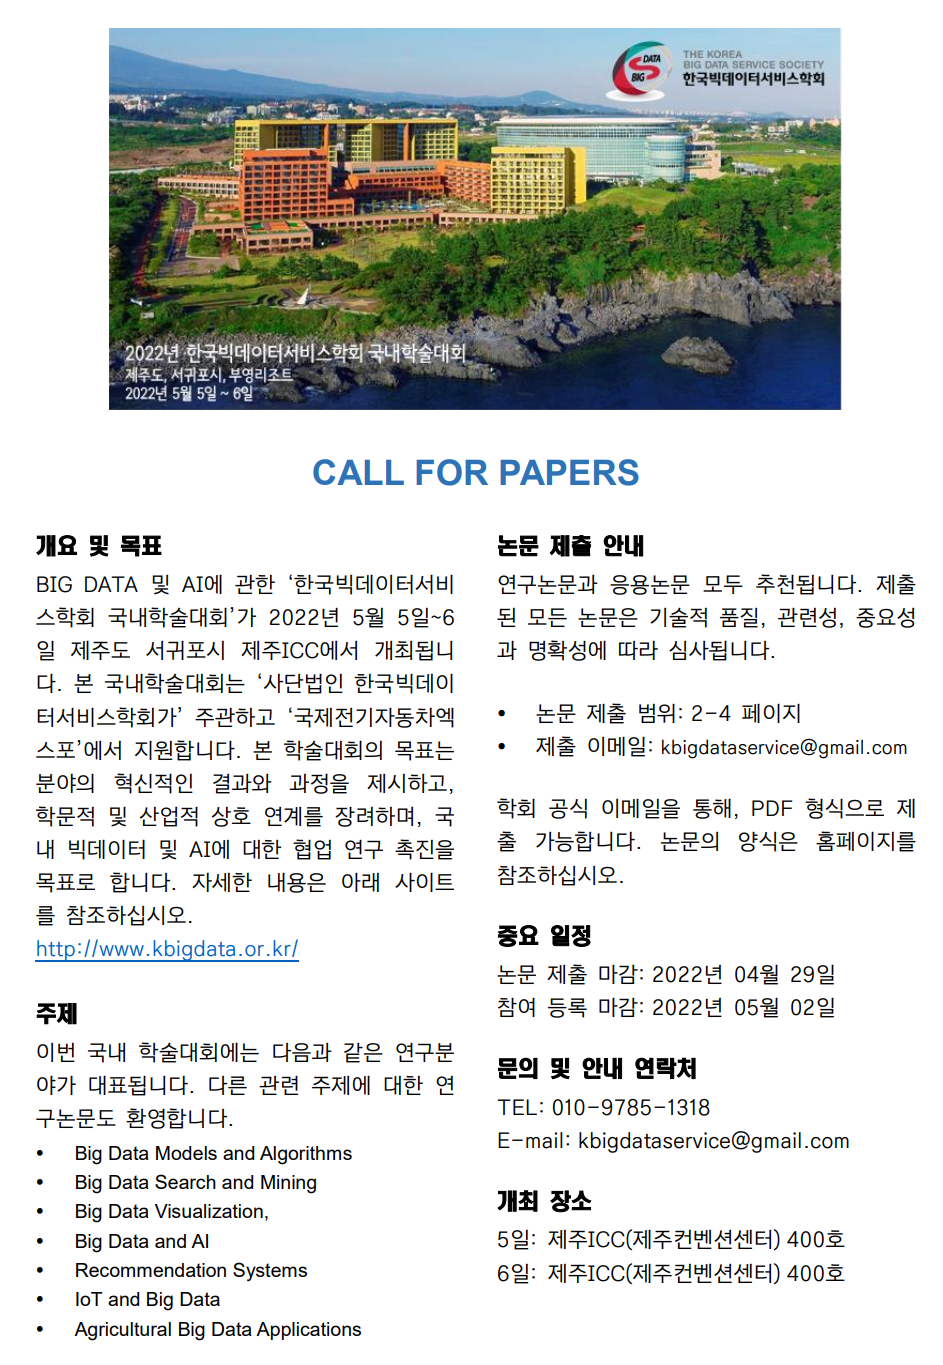 THE KOREA
BIG DATA SERVICE SOCIETY
한국빅데이터서비스학회
DATA
S
BIG
2022년 한국빅데이터서비스학회 국내학술대회
제주도, 서귀포시, 부영리조트
2022년 5월 5일 ~ 6일
CALL FOR PAPERS
개요 및 목표
BIG DATA 및 AI에 관한 ‘한국빅데이터서비
스학회 국내학술대회’가 2022년 5월 5일~6
일 제주도 서귀포시 제주ICC에서 개최됩니
다. 본 국내학술대회는 ‘사단법인 한국빅데이
터서비스학회가’ 주관하고 ‘국제전기자동차엑
스포’에서 지원합니다. 본 학술대회의 목표는
분야의 혁신적인 결과와 과정을 제시하고,
학문적 및 산업적 상호 연계를 장려하며, 국
내 빅데이터 및 AI에 대한 협업 연구 촉진을
목표로 합니다. 자세한 내용은 아래 사이트
를 참조하십시오.
http://www.kbigdata.or.kr/
주제
이번 국내 학술대회에는 다음과 같은 연구분
야가 대표됩니다. 다른 관련 주제에 대한 연
구논문도 환영합니다.
• Big Data Models and Algorithms
• Big Data Search and Mining
• Big Data Visualization,
• Big Data and AI
• Recommendation Systems
• IoT and Big Data
• Agricultural Big Data Applications
논문 제출 안내
연구논문과 응용논문 모두 추천됩니다. 제출
된 모든 논문은 기술적 품질, 관련성, 중요성
과 명확성에 따라 심사됩니다.
• 논문 제출 범위: 2-4 페이지
• 제출 이메일: kbigdataservice@gmail.com
학회 공식 이메일을 통해, PDF 형식으로 제
출 가능합니다. 논문의 양식은 홈페이지를
참조하십시오.
중요 일정
논문 제출 마감: 2022년 04월 29일
참여 등록 마감: 2022년 05월 02일
문의 및 안내 연락처
TEL: 010-9785-1318
E-mail: kbigdataservice@gmail.com
개최 장소
5일: 제주ICC(제주컨벤션센터) 400호
6일: 제주ICC(제주컨벤션센터) 400호